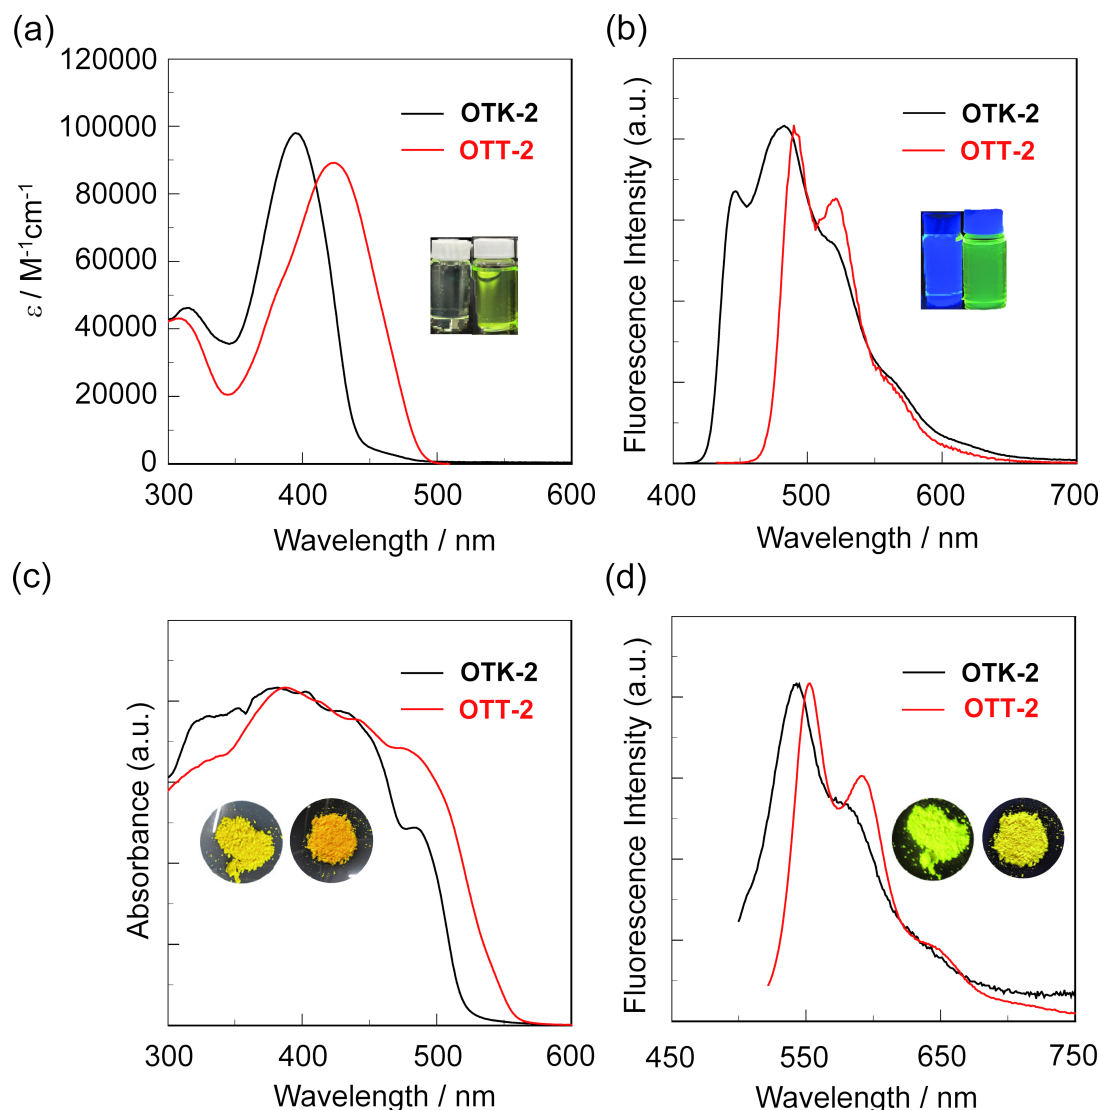 (a)
120000
100000
80000
60000
40000
20000
0
300 400 500 600
ε / M-1cm-1
Wavelength / nm
OTK-2
OTT-2
(b)
Fluorescence Intensity (a.u.)
400 500 600 700
Wavelength / nm
OTK-2
OTT-2
(c)
Absorbance (a.u.)
300 400 500 600
Wavelength / nm
OTK-2
OTT-2
(d)
Fluorescence Intensity (a.u.)
450 550 650 750
Wavelength / nm
OTK-2
OTT-2